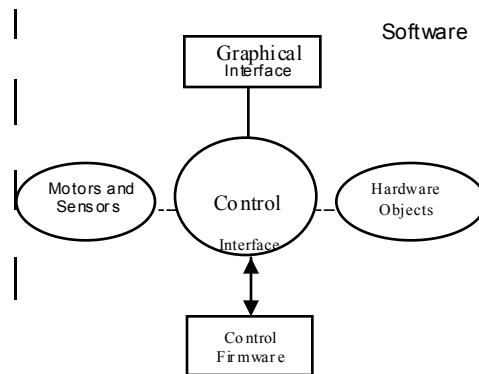 Software
Graphical
Interface
Motors and
Sensors
Control
Interface
Hardware
Objects
Control
Firmware